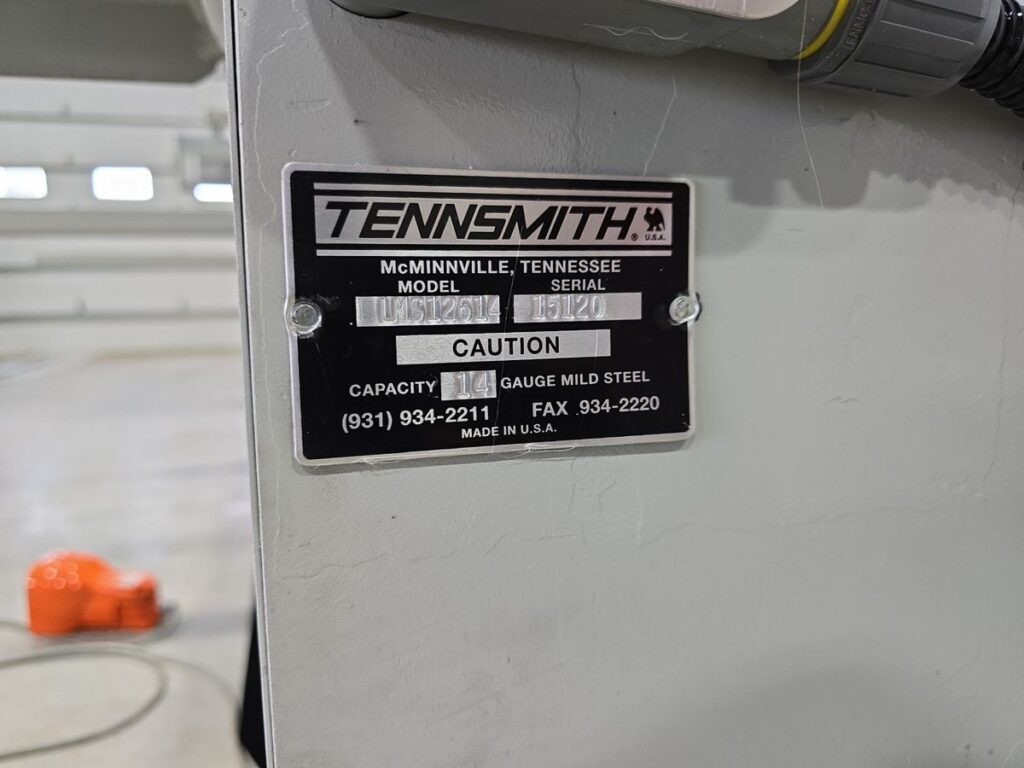 TENNSMITH®
U.S.A.
McMINNVILLE, TENNESSEE
MODEL SERIAL
LMS12614 15120
CAUTION
CAPACITY 14 GAUGE MILD STEEL
(931) 934-2211 FAX 934-2220
MADE IN U.S.A.